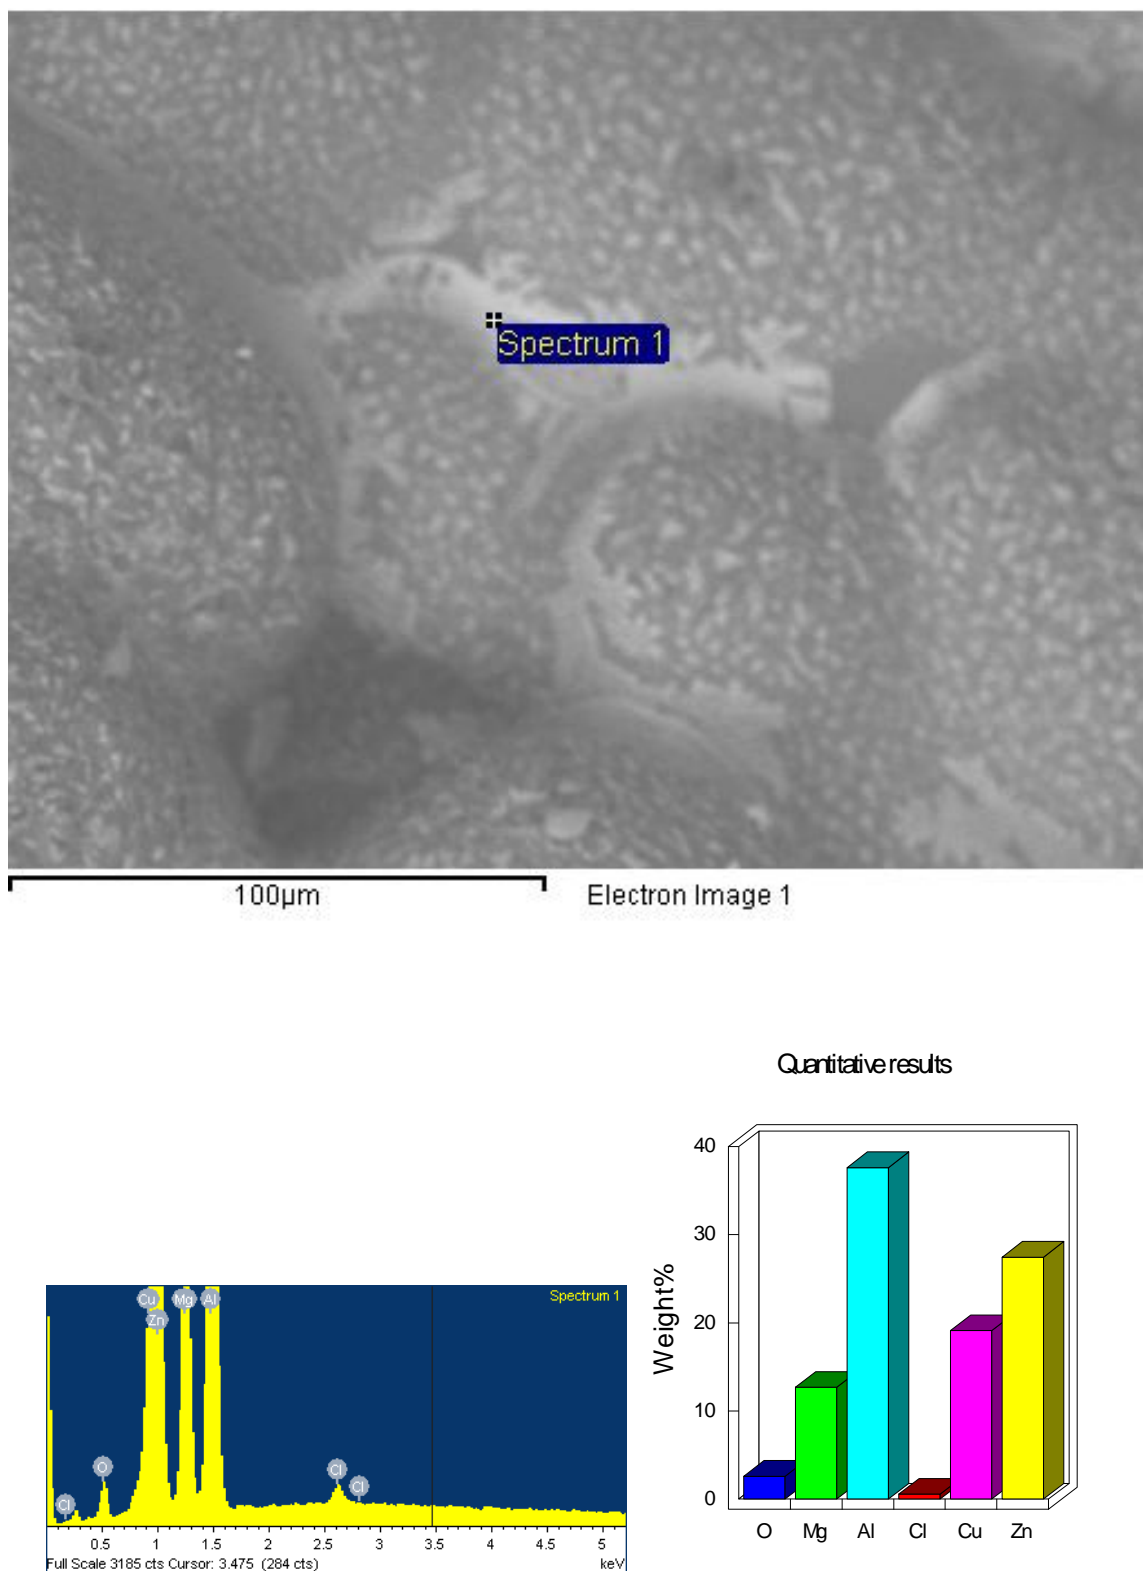 Spectrum 1
100µm
Electron Image 1
Quantitative results
40
30
20
10
0
Weight%
O Mg Al Cl Cu Zn
Spectrum 1
Cu Mg Al
Zn
O
Cl
Cl
Cl
0.5 1 1.5 2 2.5 3 3.5 4 4.5 5
Full Scale 3185 cts Cursor: 3.475 (284 cts) keV